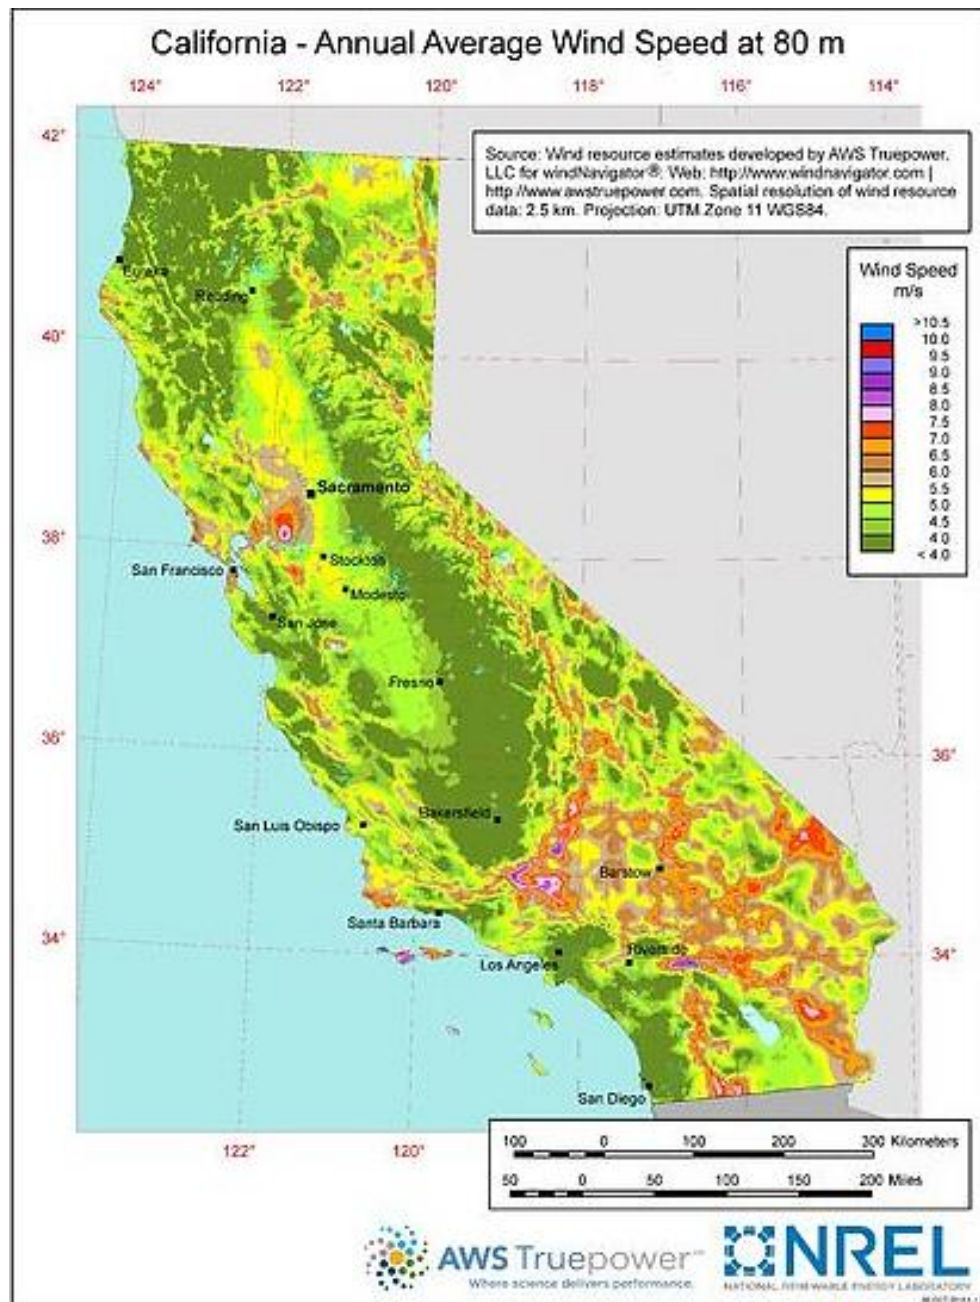 California - Annual Average Wind Speed at 80 m
124° 122° 120° 118° 116° 114°
42°
Source: Wind resource estimates developed by AWS Truepower,
LLC for windNavigator®. Web: http://www.windnavigator.com |
http://www.awstruepower.com. Spatial resolution of wind resource
data: 2.5 km. Projection: UTM Zone 11 WGS84.
Wind Speed
m/s
>10.5
10.0
9.5
9.0
8.5
8.0
7.5
7.0
6.5
6.0
5.5
5.0
4.5
4.0
< 4.0
Eureka
Redding
40°
Sacramento
38°
Stockton
San Francisco
Modesto
San Jose
Fresno
36° 36°
Bakersfield
San Luis Obispo
Barstow
Santa Barbara
34° 34°
Riverside
Los Angeles
San Diego
122° 120°
100 0 100 200 300 Kilometers
50 0 50 100 150 200 Miles
AWS Truepower™
Where science delivers performance.
NREL
NATIONAL RENEWABLE ENERGY LABORATORY